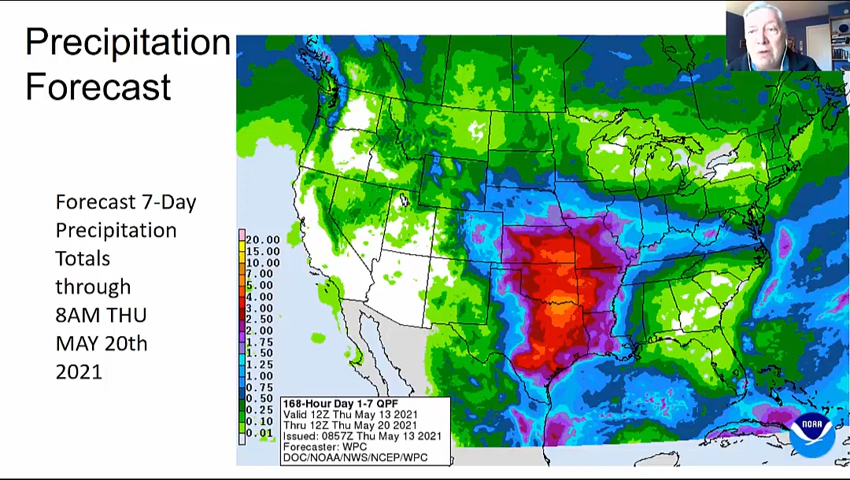 Precipitation
Forecast
Forecast 7-Day
Precipitation
Totals
through
8AM THU
MAY 20th
2021
20.00
15.00
10.00
7.00
5.00
4.00
3.00
2.50
2.00
1.75
1.50
1.25
1.00
0.75
0.50
0.25
0.10
0.01
168-Hour Day 1-7 QPF
Valid 12Z Thu May 13 2021
Thru 12Z Thu May 20 2021
Issued: 0857Z Thu May 13 2021
Forecaster: WPC
DOC/NOAA/NWS/NCEP/WPC
NOAA